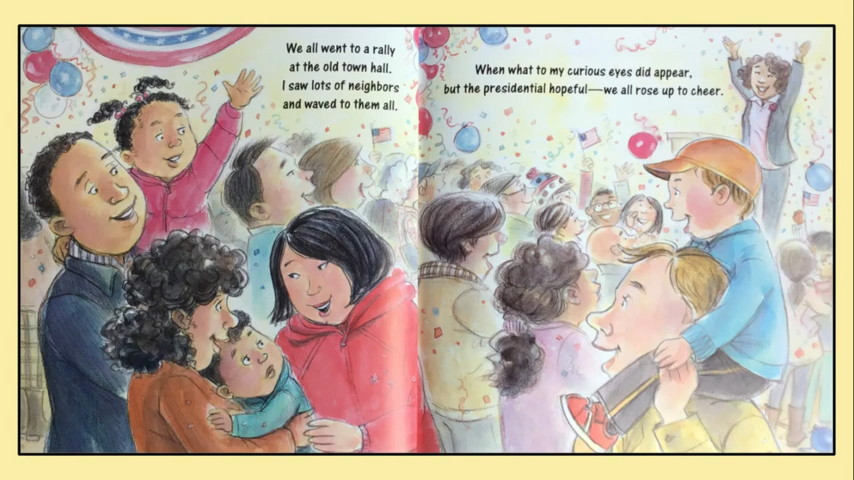 We all went to a rally
at the old town hall.
I saw lots of neighbors
and waved to them all.
When what to my curious eyes did appear,
but the presidential hopeful—we all rose up to cheer.